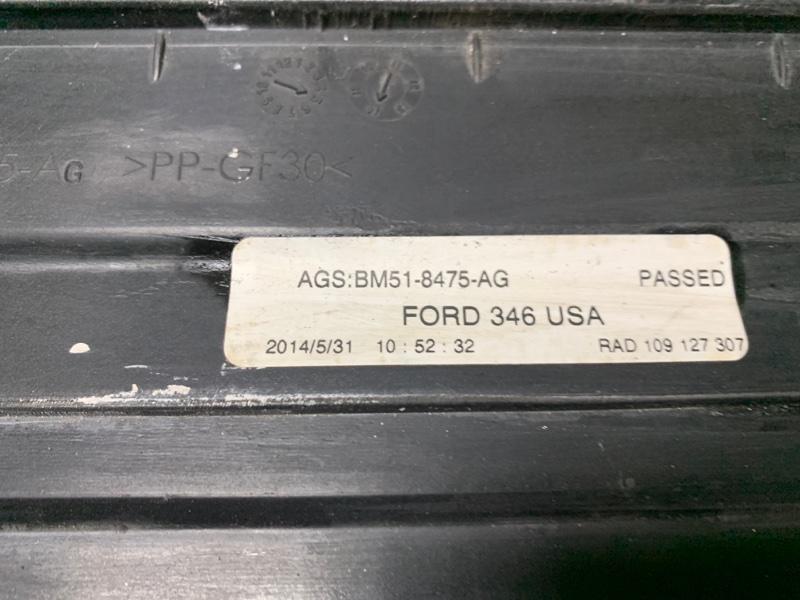 5-AG >PP-GF30<
AGS:BM51-8475-AG PASSED
FORD 346 USA
2014/5/31 10 : 52 : 32 RAD 109 127 307